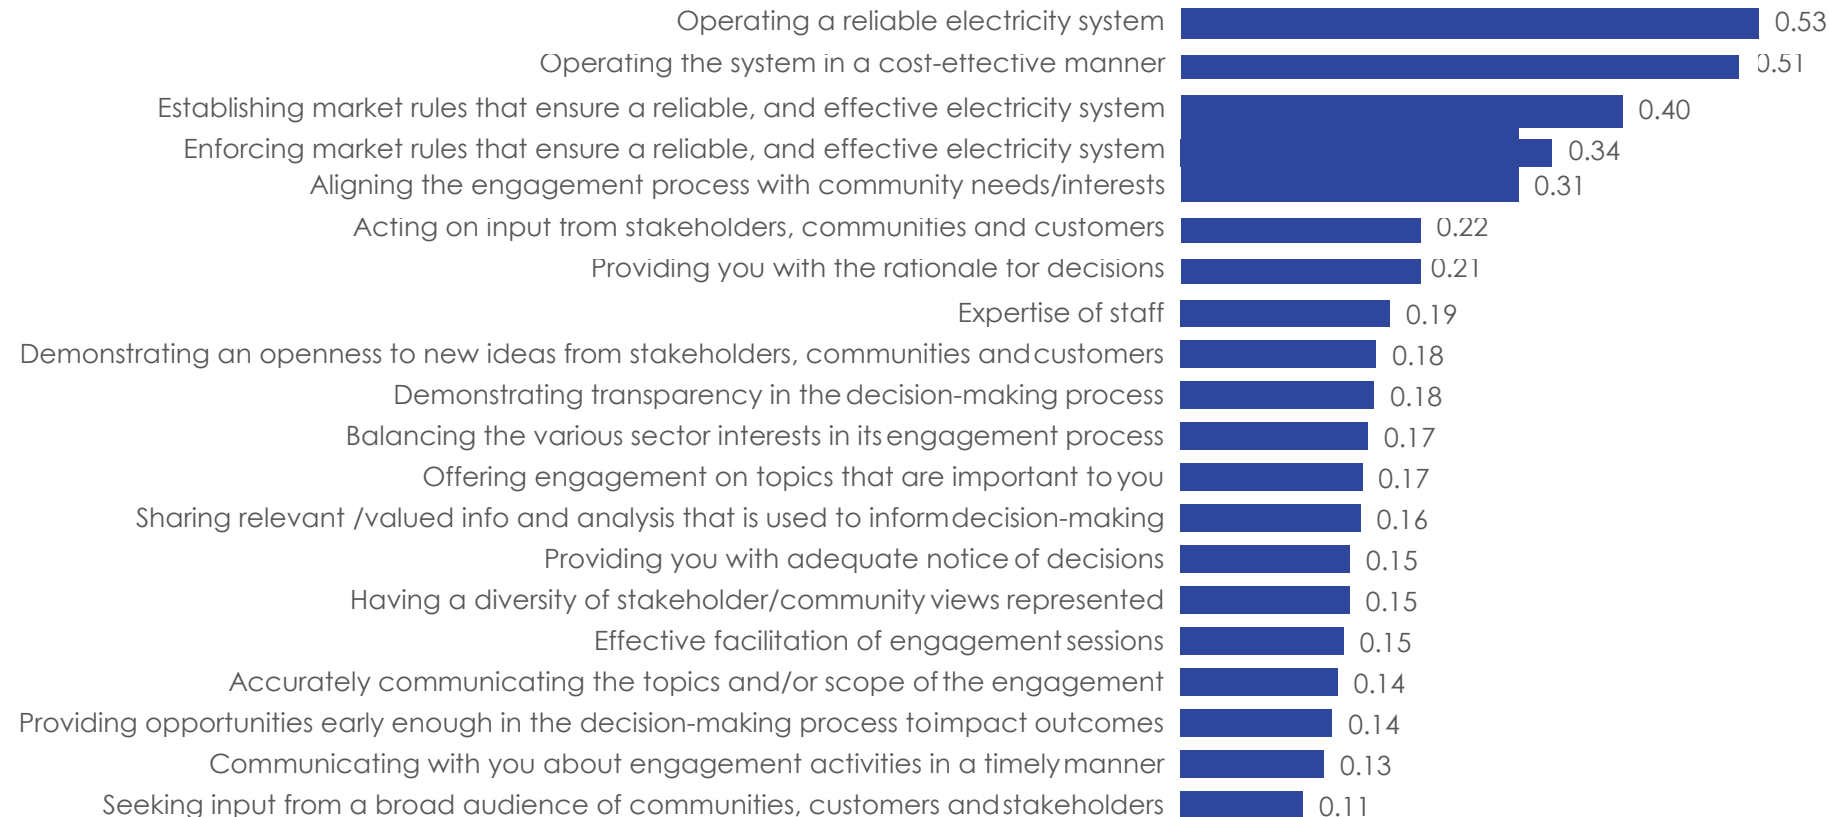 Operating a reliable electricity system 0.53
Operating the system in a cost-effective manner 0.51
Establishing market rules that ensure a reliable, and effective electricity system 0.40
Enforcing market rules that ensure a reliable, and effective electricity system 0.34
Aligning the engagement process with community needs/interests 0.31
Acting on input from stakeholders, communities and customers 0.22
Providing you with the rationale for decisions 0.21
Expertise of staff 0.19
Demonstrating an openness to new ideas from stakeholders, communities and customers 0.18
Demonstrating transparency in the decision-making process 0.18
Balancing the various sector interests in its engagement process 0.17
Offering engagement on topics that are important to you 0.17
Sharing relevant /valued info and analysis that is used to inform decision-making 0.16
Providing you with adequate notice of decisions 0.15
Having a diversity of stakeholder/community views represented 0.15
Effective facilitation of engagement sessions 0.15
Accurately communicating the topics and/or scope of the engagement 0.14
Providing opportunities early enough in the decision-making process to impact outcomes 0.14
Communicating with you about engagement activities in a timely manner 0.13
Seeking input from a broad audience of communities, customers and stakeholders 0.11